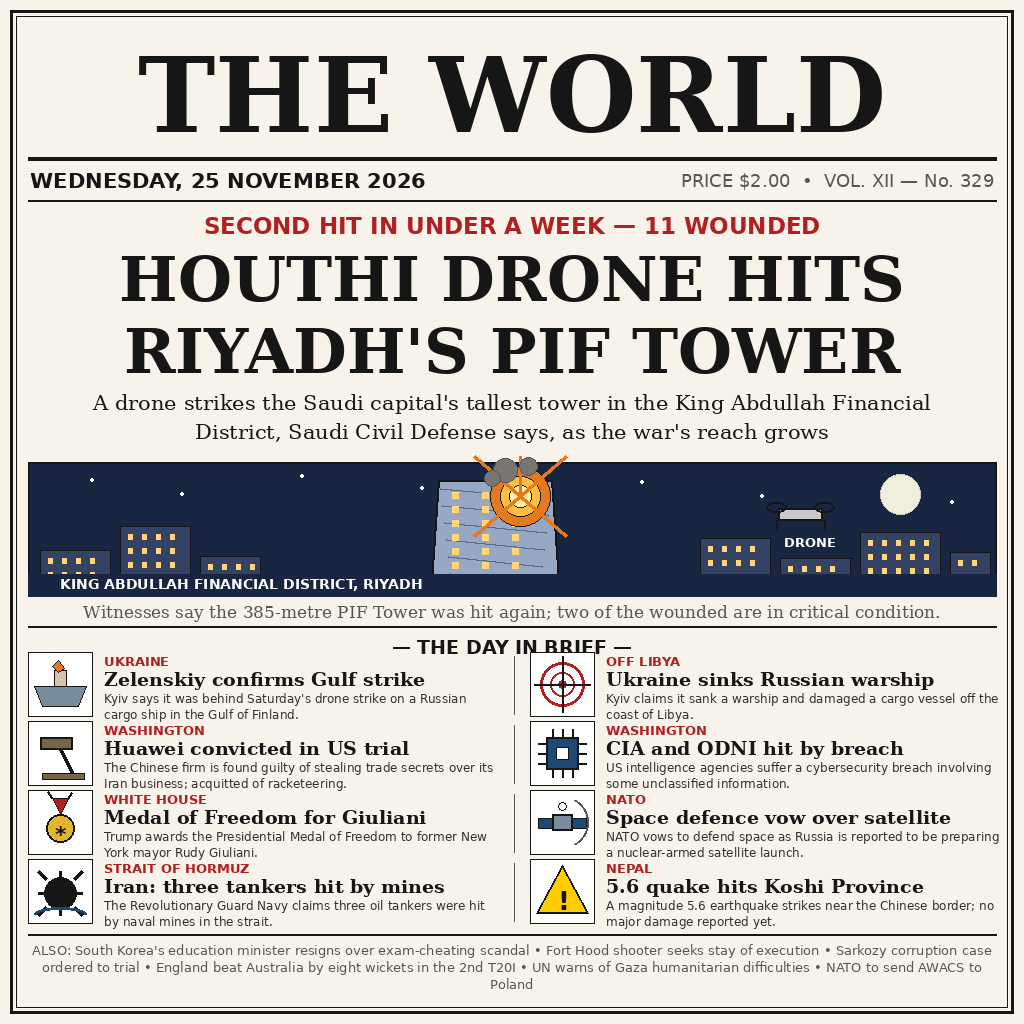 THE WORLD
WEDNESDAY, 25 NOVEMBER 2026
PRICE $2.00 • VOL. XII — No. 329
SECOND HIT IN UNDER A WEEK — 11 WOUNDED
HOUTHI DRONE HITS
RIYADH'S PIF TOWER
A drone strikes the Saudi capital's tallest tower in the King Abdullah Financial
District, Saudi Civil Defense says, as the war's reach grows
DRONE
KING ABDULLAH FINANCIAL DISTRICT, RIYADH
Witnesses say the 385-metre PIF Tower was hit again; two of the wounded are in critical condition.
— THE DAY IN BRIEF —
UKRAINE
Zelenskiy confirms Gulf strike
Kyiv says it was behind Saturday's drone strike on a Russian
cargo ship in the Gulf of Finland.
OFF LIBYA
Ukraine sinks Russian warship
Kyiv claims it sank a warship and damaged a cargo vessel off the
coast of Libya.
WASHINGTON
Huawei convicted in US trial
The Chinese firm is found guilty of stealing trade secrets over its
Iran business; acquitted of racketeering.
WASHINGTON
CIA and ODNI hit by breach
US intelligence agencies suffer a cybersecurity breach involving
some unclassified information.
WHITE HOUSE
Medal of Freedom for Giuliani
Trump awards the Presidential Medal of Freedom to former New
York mayor Rudy Giuliani.
NATO
Space defence vow over satellite
NATO vows to defend space as Russia is reported to be preparing
a nuclear-armed satellite launch.
STRAIT OF HORMUZ
Iran: three tankers hit by mines
The Revolutionary Guard Navy claims three oil tankers were hit
by naval mines in the strait.
NEPAL
5.6 quake hits Koshi Province
A magnitude 5.6 earthquake strikes near the Chinese border; no
major damage reported yet.
ALSO: South Korea's education minister resigns over exam-cheating scandal • Fort Hood shooter seeks stay of execution • Sarkozy corruption case
ordered to trial • England beat Australia by eight wickets in the 2nd T20I • UN warns of Gaza humanitarian difficulties • NATO to send AWACS to
Poland